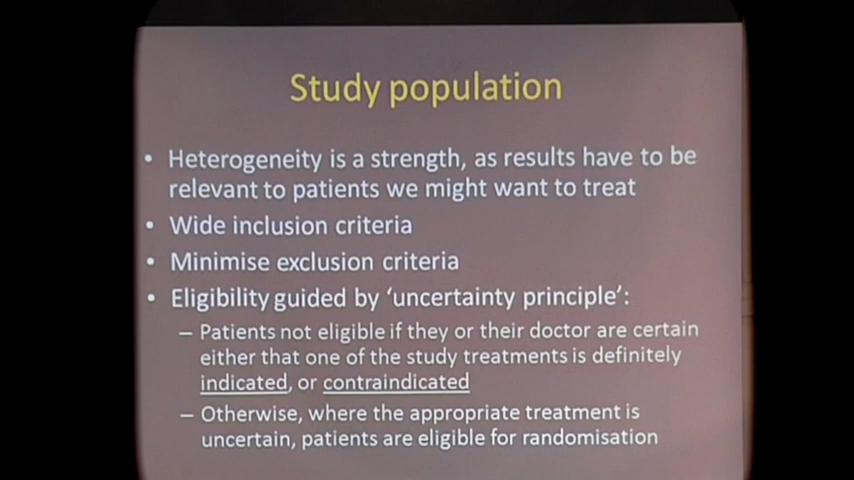 Study population
• Heterogeneity is a strength, as results have to be
relevant to patients we might want to treat
• Wide inclusion criteria
• Minimise exclusion criteria
• Eligibility guided by ‘uncertainty principle’:
– Patients not eligible if they or their doctor are certain
either that one of the study treatments is definitely
indicated, or contraindicated
– Otherwise, where the appropriate treatment is
uncertain, patients are eligible for randomisation